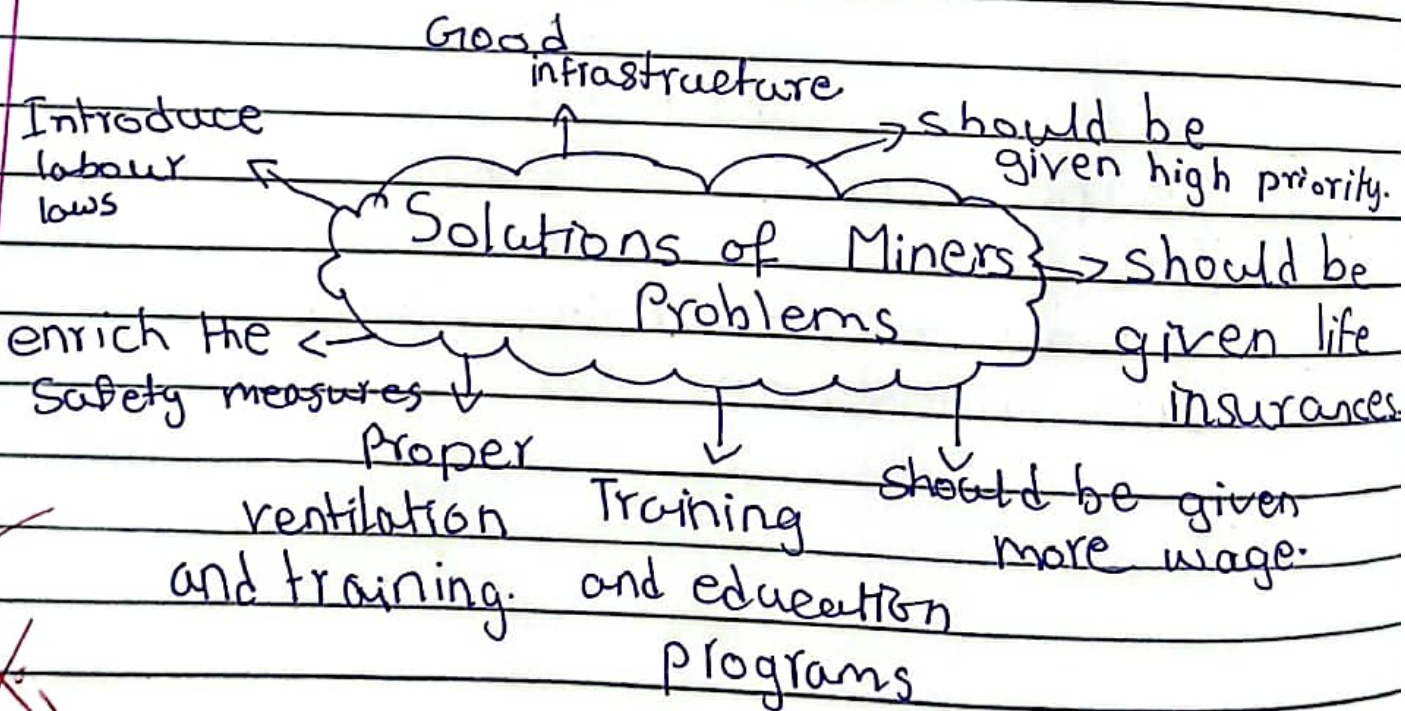 Good
infrastructure
Introduce
labour
laws
should be
given high priority.
Solutions of Miners
Problems
should be
given life
insurances.
enrich the
Safety measures
Proper
ventilation
and training.
Training
and education
programs
should be given
more wage.